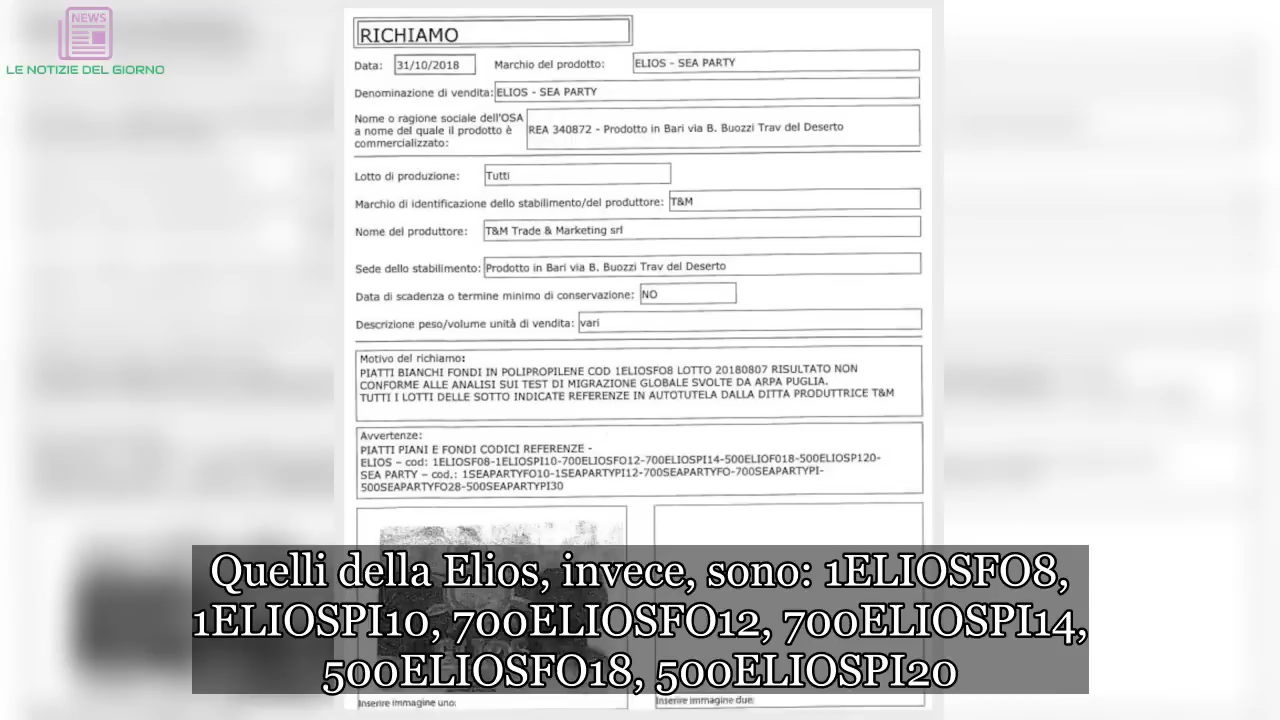 NEWS
LE NOTIZIE DEL GIORNO
RICHIAMO
Data: 31/10/2018 Marchio del prodotto: ELIOS - SEA PARTY
Denominazione di vendita: ELIOS - SEA PARTY
Nome o ragione sociale dell'OSA
a nome del quale il prodotto è
commercializzato:
REA 340872 - Prodotto in Bari via B. Buozzi Trav del Deserto
Lotto di produzione: Tutti
Marchio di identificazione dello stabilimento/del produttore: T&M
Nome del produttore: T&M Trade & Marketing srl
Sede dello stabilimento: Prodotto in Bari via B. Buozzi Trav del Deserto
Data di scadenza o termine minimo di conservazione: NO
Descrizione peso/volume unità di vendita: vari
Motivo del richiamo:
PIATTI BIANCHI FONDI IN POLIPROPILENE COD 1ELIOSFO8 LOTTO 20180807 RISULTATO NON
CONFORME ALLE ANALISI SUI TEST DI MIGRAZIONE GLOBALE SVOLTE DA ARPA PUGLIA.
TUTTI I LOTTI DELLE SOTTO INDICATE REFERENZE IN AUTOTUTELA DALLA DITTA PRODUTTRICE T&M
Avvertenze:
PIATTI PIANI E FONDI CODICI REFERENZE -
ELIOS – cod: 1ELIOSF08-1ELIOSPI10-700ELIOSFO12-700ELIOSPI14-500ELIOF018-500ELIOSP120-
SEA PARTY – cod.: 1SEAPARTYFO10-1SEAPARTYPI12-700SEAPARTYFO-700SEAPARTYPI-
500SEAPARTYFO28-500SEAPARTYPI30
Quelli della Elios, invece, sono: 1ELIOSFO8,
1ELIOSPI10, 700ELIOSFO12, 700ELIOSPI14,
500ELIOSFO18, 500ELIOSPI20
Inserire immagine uno: Inserire immagine due: